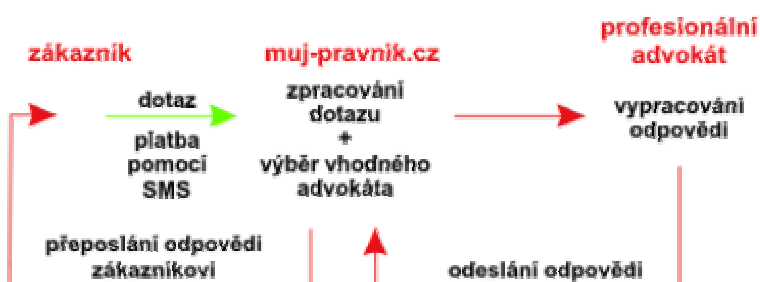 zákazník
dotaz
platba
pomocí
SMS
muj-pravnik.cz
zpracování
dotazu
+
výběr vhodného
advokáta
profesionální
advokát
vypracování
odpovědi
přeposlání odpovědi
zákazníkovi
odeslání odpovědi